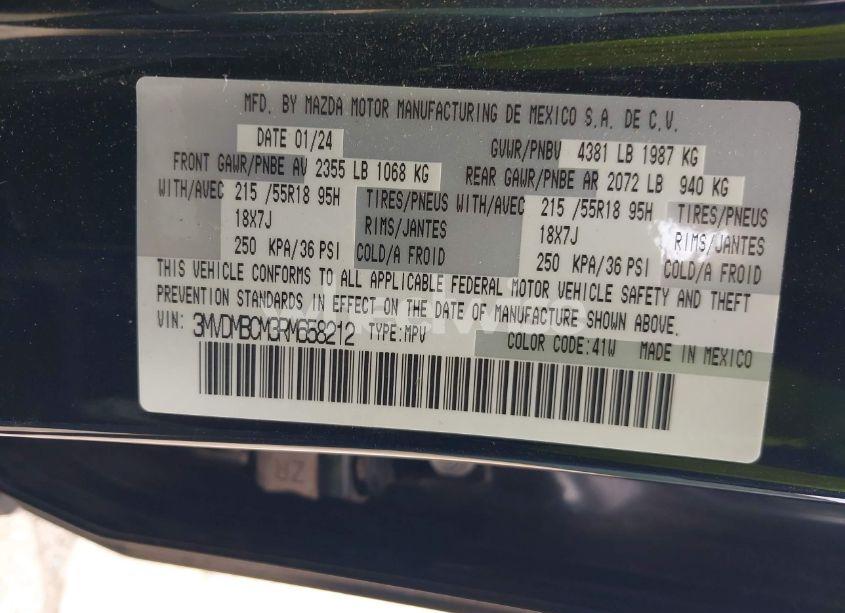 MFD. BY MAZDA MOTOR MANUFACTURING DE MEXICO S.A. DE C.V.
DATE 01/24 GVWR/PNBV 4381 LB 1987 KG
FRONT GAWR/PNBE AV 2355 LB 1068 KG REAR GAWR/PNBE AR 2072 LB 940 KG
WITH/AVEC 215 /55R18 95H TIRES/PNEUS WITH/AVEC 215 /55R18 95H TIRES/PNEUS
18X7J RIMS/JANTES 18X7J RIMS/JANTES
250 KPA/36 PSI COLD/A FROID 250 KPA/36 PSI COLD/A FROID
THIS VEHICLE CONFORMS TO ALL APPLICABLE FEDERAL MOTOR VEHICLE SAFETY AND THEFT
PREVENTION STANDARDS IN EFFECT ON THE DATE OF MANUFACTURE SHOWN ABOVE.
VIN: 3MVDMBCM3RM658212 TYPE:MPV
COLOR CODE:41W MADE IN MEXICO
ZR